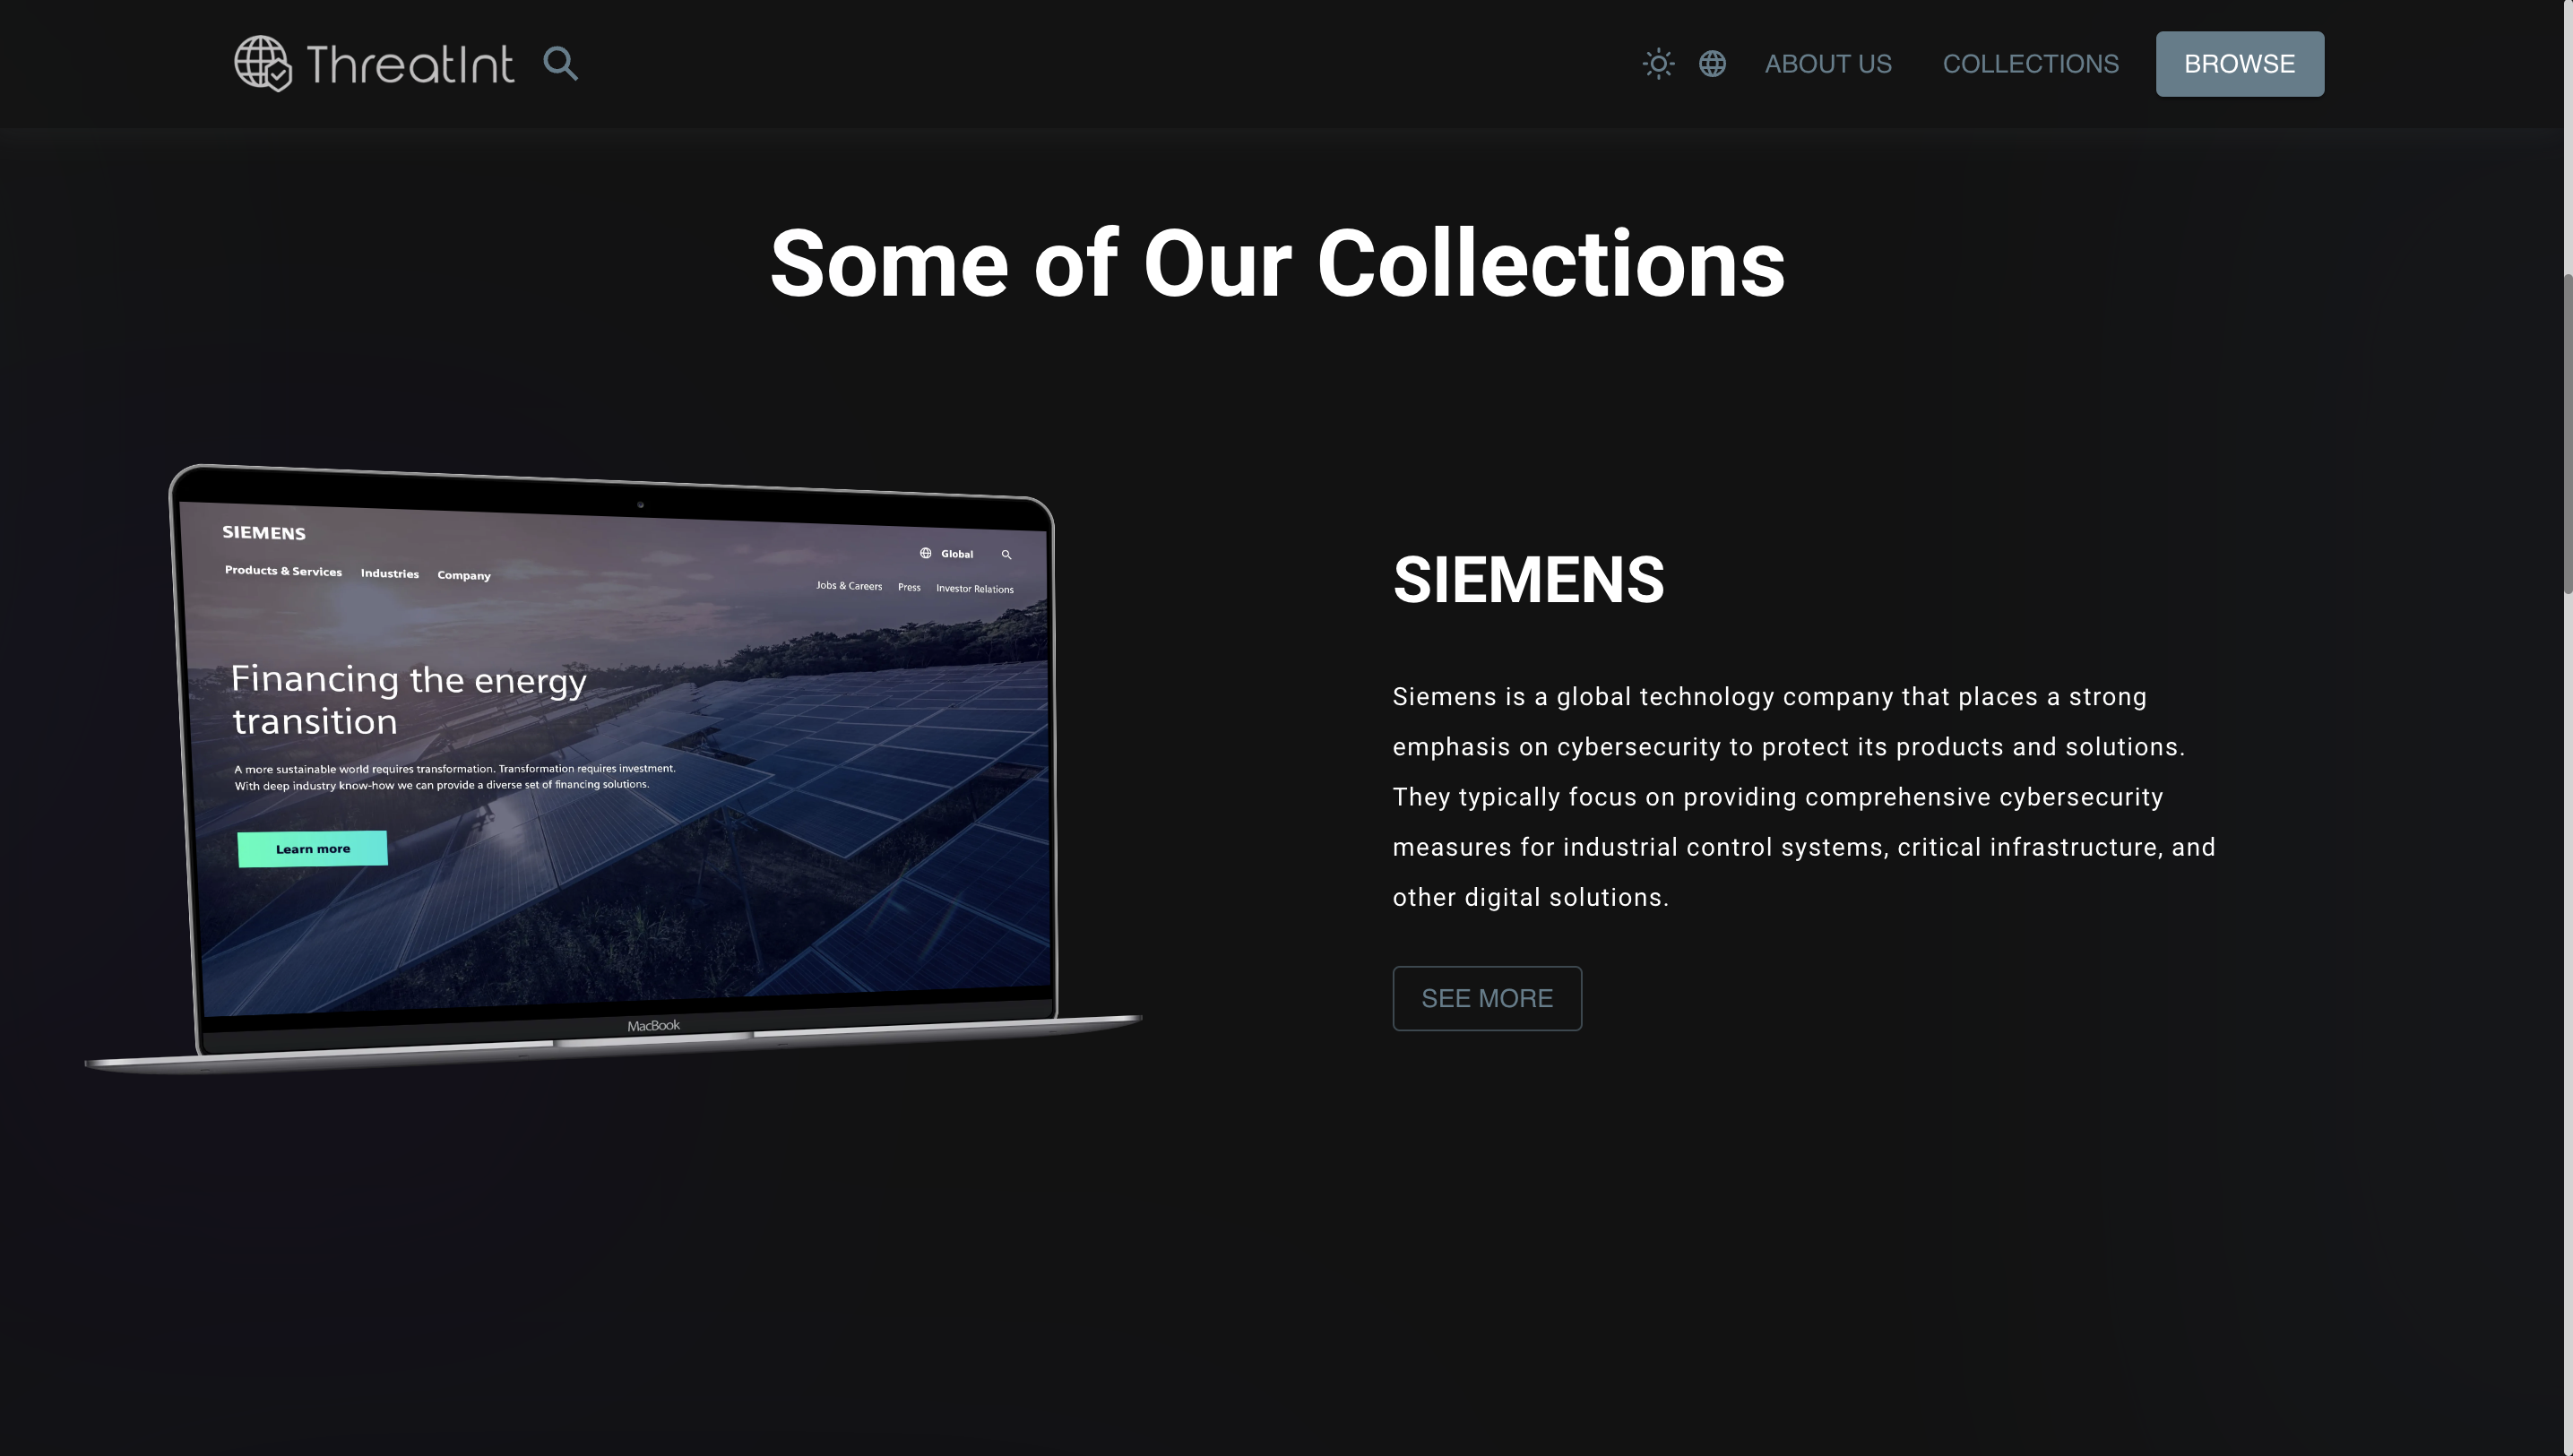 ThreatInt
ABOUT US
COLLECTIONS
BROWSE
Some of Our Collections
SIEMENS
Global
Products & Services
Industries
Company
Jobs & Careers
Press
Investor Relations
Financing the energy
transition
A more sustainable world requires transformation. Transformation requires investment.
With deep industry know-how we can provide a diverse set of financing solutions.
Learn more
MacBook
SIEMENS
Siemens is a global technology company that places a strong
emphasis on cybersecurity to protect its products and solutions.
They typically focus on providing comprehensive cybersecurity
measures for industrial control systems, critical infrastructure, and
other digital solutions.
SEE MORE